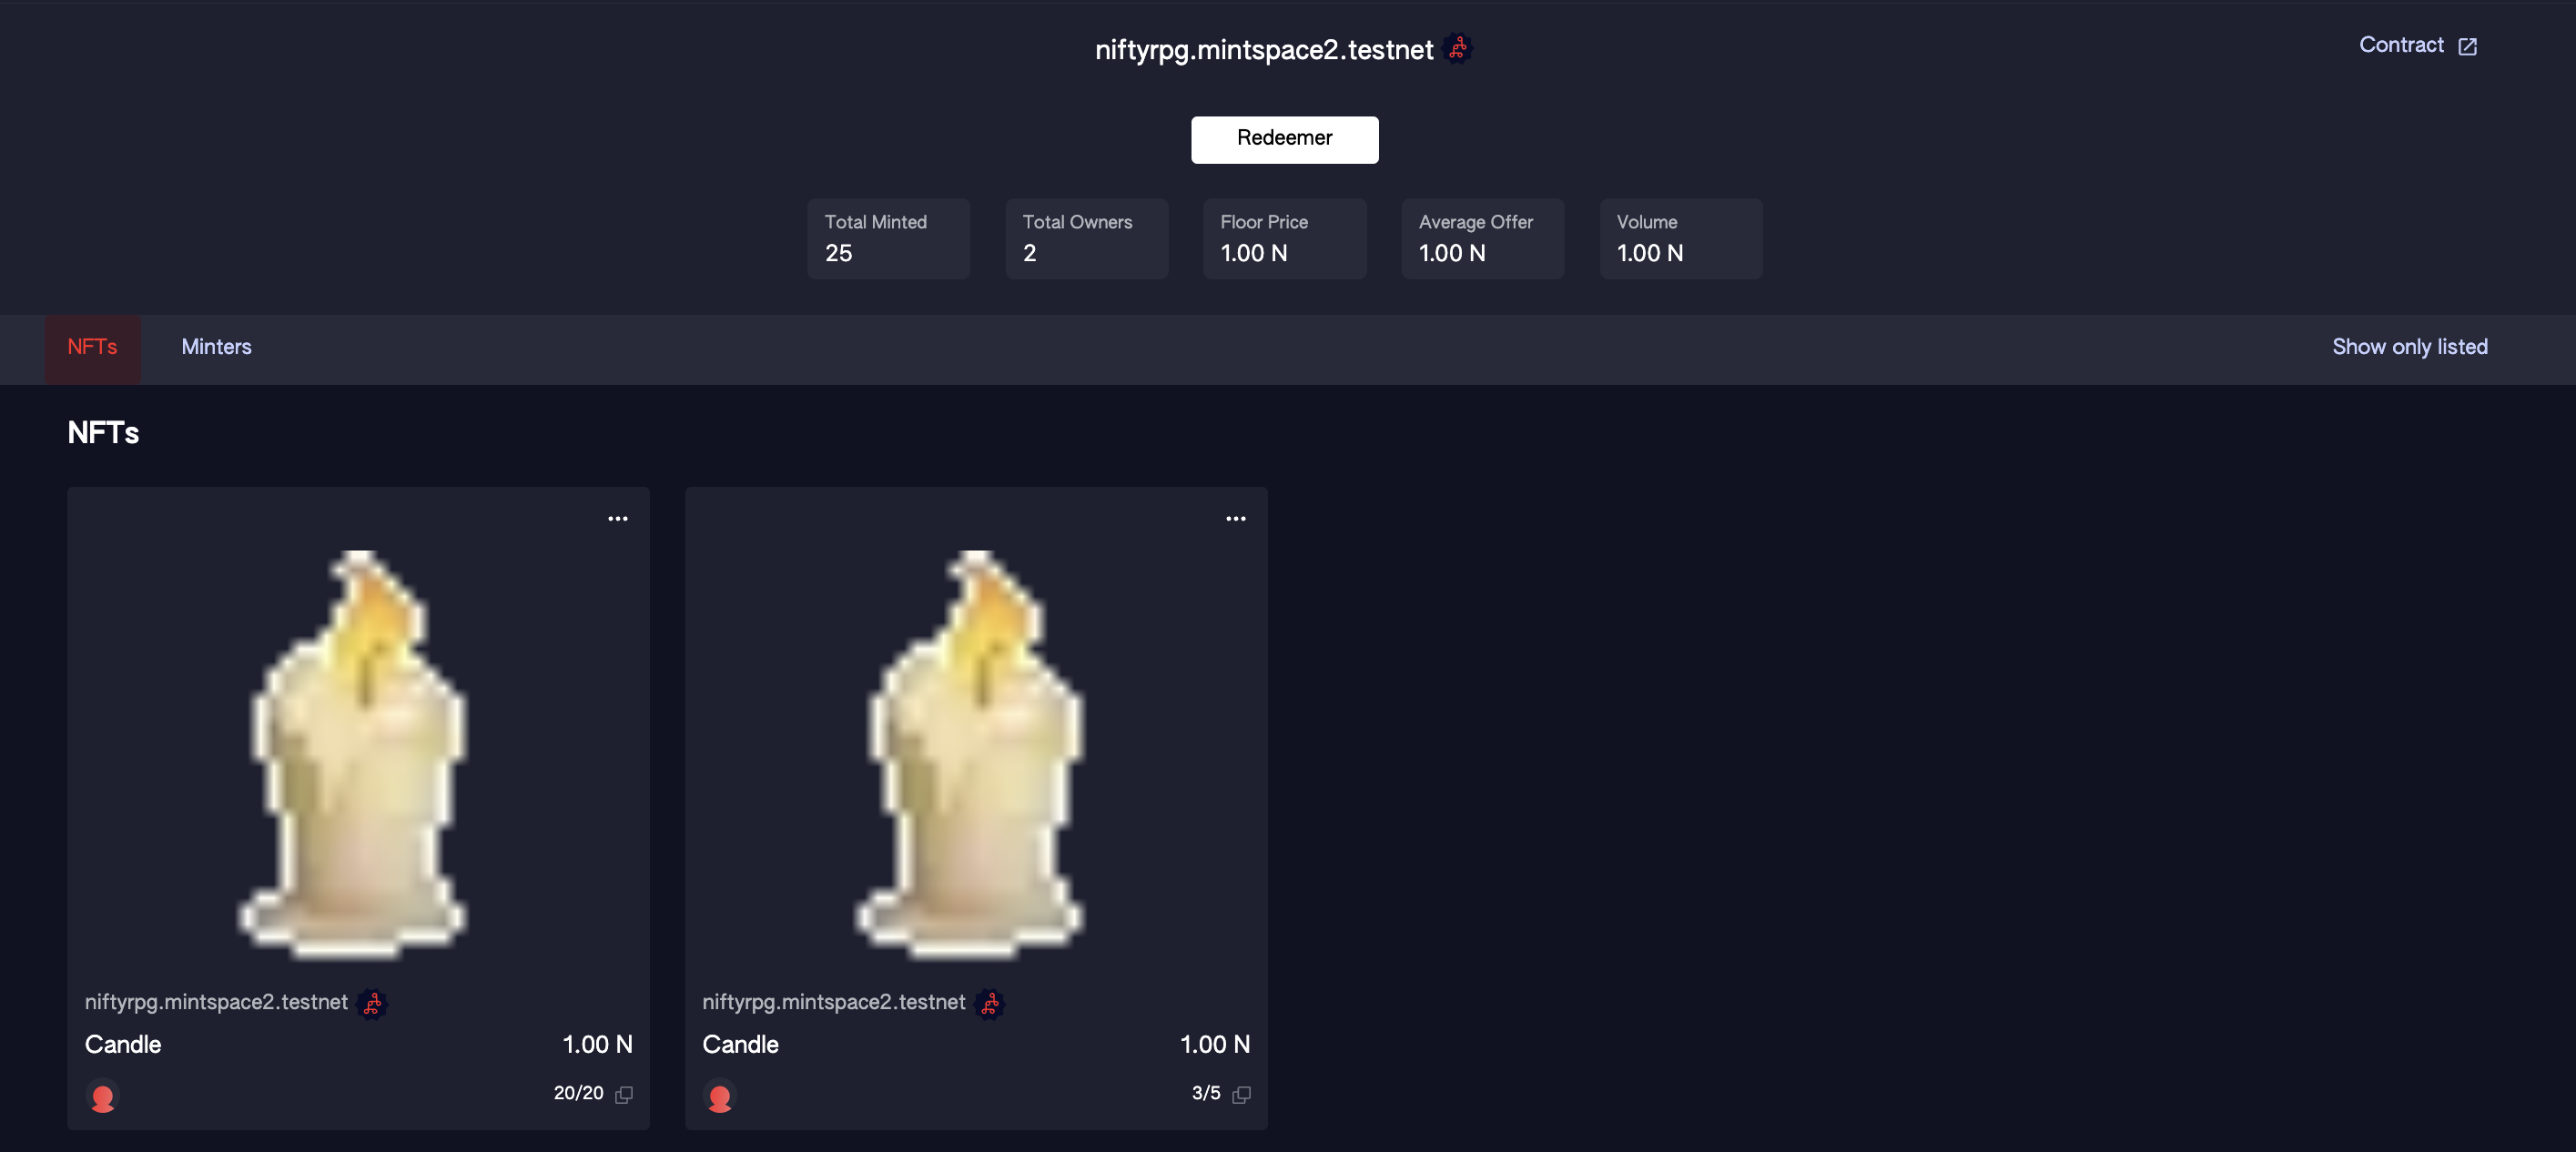 niftyrpg.mintspace2.testnet
Contract
Redeemer
Total Minted
25
Total Owners
2
Floor Price
1.00 N
Average Offer
1.00 N
Volume
1.00 N
NFTs
Minters
Show only listed
NFTs
niftyrpg.mintspace2.testnet
Candle 1.00 N
20/20
niftyrpg.mintspace2.testnet
Candle 1.00 N
3/5